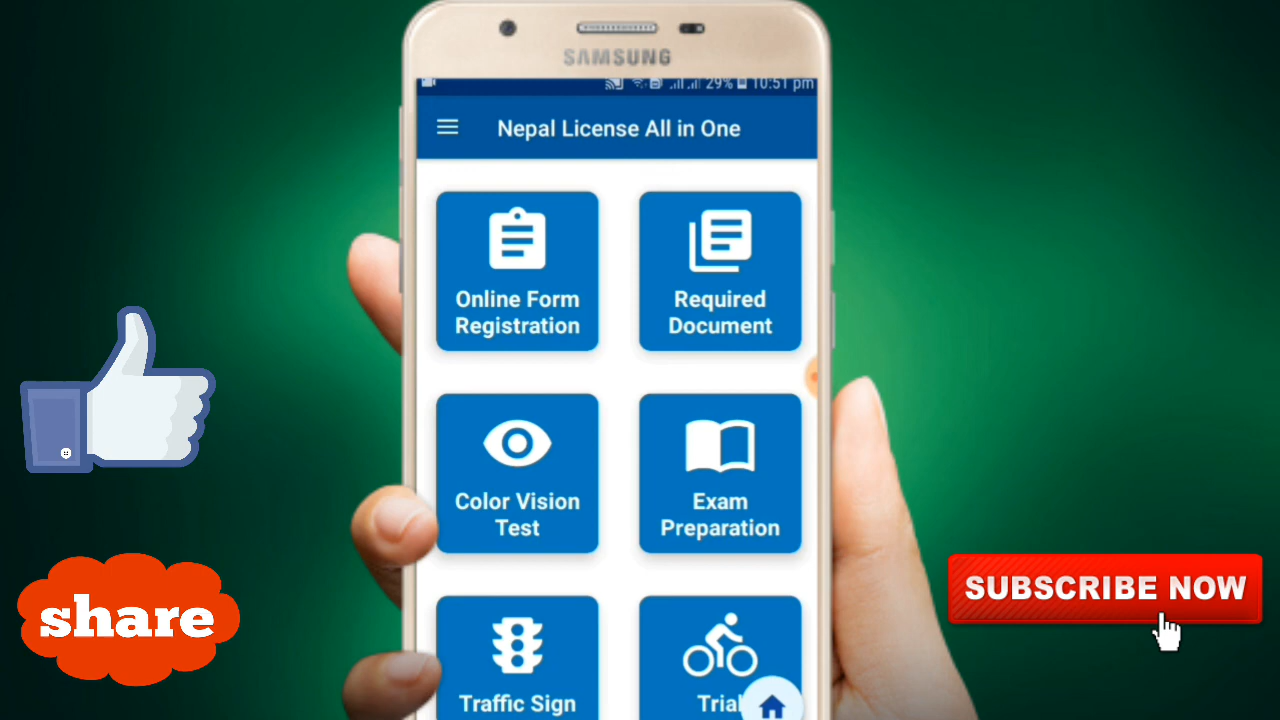 SAMSUNG
29% 10:51 pm
Nepal License All in One
Online Form
Registration
Required
Document
Color Vision
Test
Exam
Preparation
Traffic Sign
Trial
share
SUBSCRIBE NOW